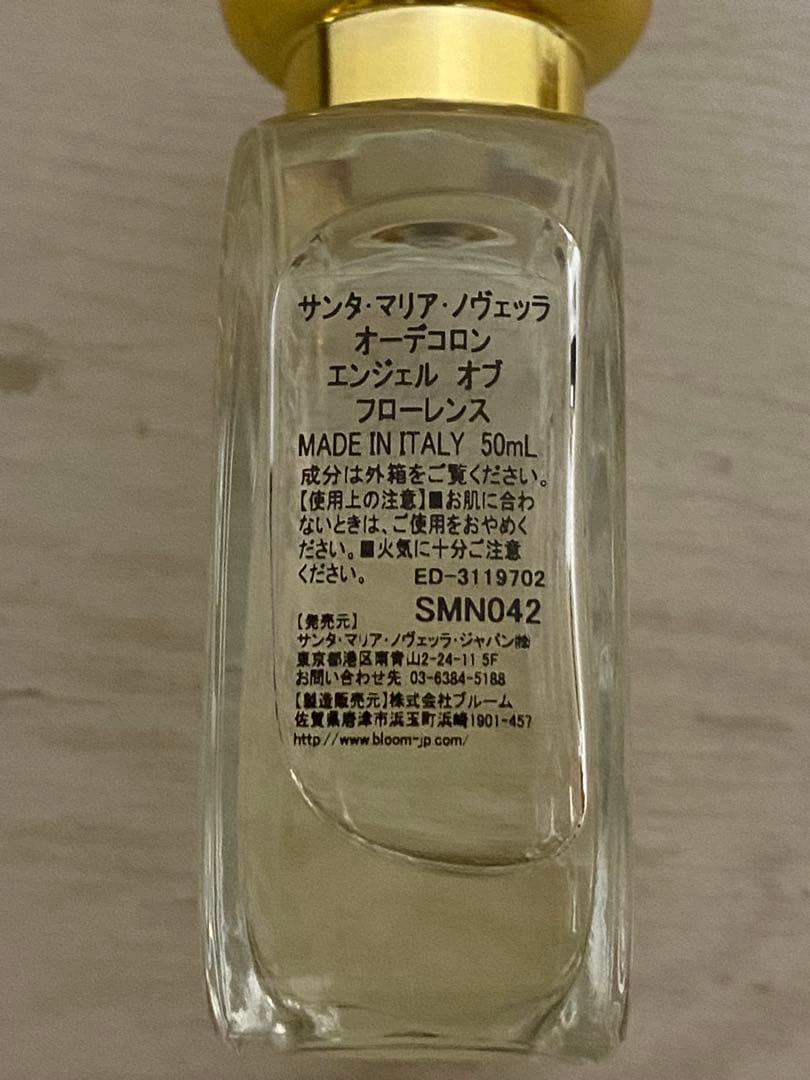 サンタ・マリア・ノヴェッラ
オーデコロン
エンジェル オブ
フローレンス
MADE IN ITALY 50mL
成分は外箱をご覧ください。
【使用上の注意】■お肌に合わ
ないときは、ご使用をおやめく
ださい。■火気に十分ご注意
ください。 ED-3119702
SMN042
【発売元】
サンタ・マリア・ノヴェッラ・ジャパン㈱
東京都港区南青山2-24-11 5F
お問い合わせ先 03-6384-5188
【製造販売元】株式会社ブルーム
佐賀県唐津市浜玉町浜崎1901-457
http://www.bloom-jp.com/